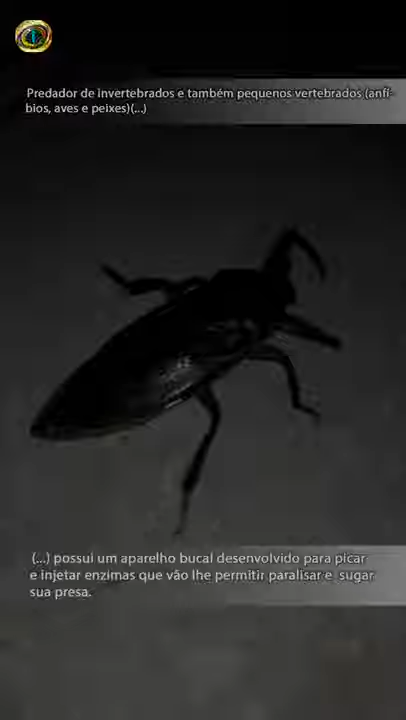 Predador de invertebrados e também pequenos vertebrados (anfí-
bios, aves e peixes)(...)
(...) possui um aparelho bucal desenvolvido para picar
e injetar enzimas que vão lhe permitir paralisar e sugar
sua presa.